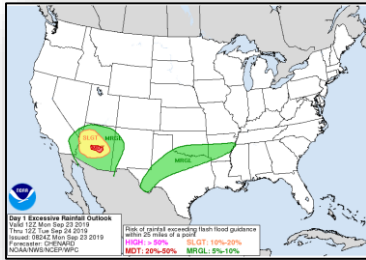 SLGT
MRGL
MRGL
NOAA
Day 1 Excessive Rainfall Outlook
Valid 12Z Mon Sep 23 2019
Thru 12Z Tue Sep 24 2019
Issued: 0824Z Mon Sep 23 2019
Forecaster: CHENARD
NOAA/NWS/NCEP/WPC
Risk of rainfall exceeding flash flood guidance
within 25 miles of a point
HIGH: > 50% SLGT: 10%-20%
MDT: 20%-50% MRGL: 5%-10%